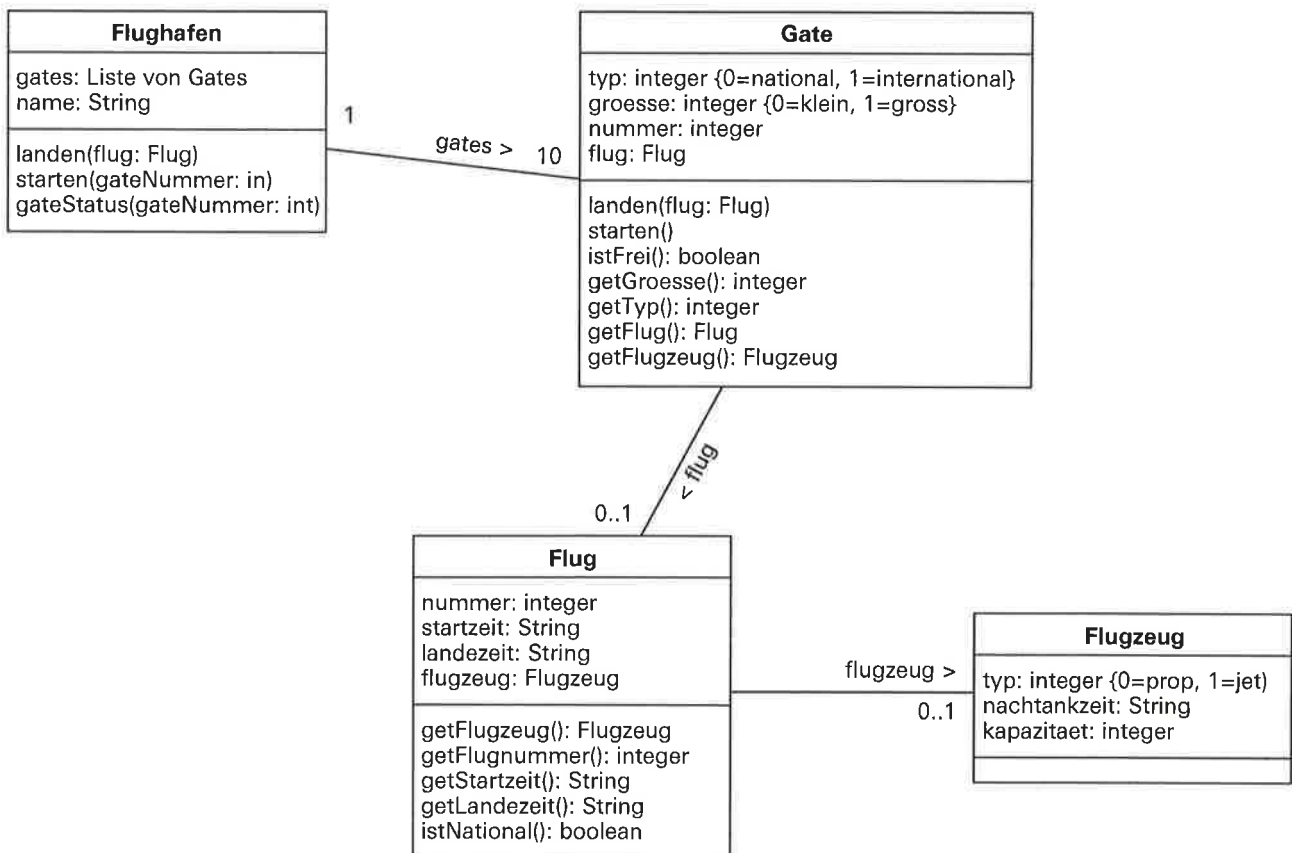 Flughafen
gates: Liste von Gates
name: String
landen(flug: Flug)
starten(gateNummer: in)
gateStatus(gateNummer: int)
1
gates >
10
Gate
typ: integer {0=national, 1=international}
groesse: integer {0=klein, 1=gross}
nummer: integer
flug: Flug
landen(flug: Flug)
starten()
istFrei(): boolean
getGroesse(): integer
getTyp(): integer
getFlug(): Flug
getFlugzeug(): Flugzeug
< flug
0..1
Flug
nummer: integer
startzeit: String
landezeit: String
flugzeug: Flugzeug
getFlugzeug(): Flugzeug
getFlugnummer(): integer
getStartzeit(): String
getLandezeit(): String
istNational(): boolean
flugzeug >
0..1
Flugzeug
typ: integer {0=prop, 1=jet)
nachtankzeit: String
kapazitaet: integer